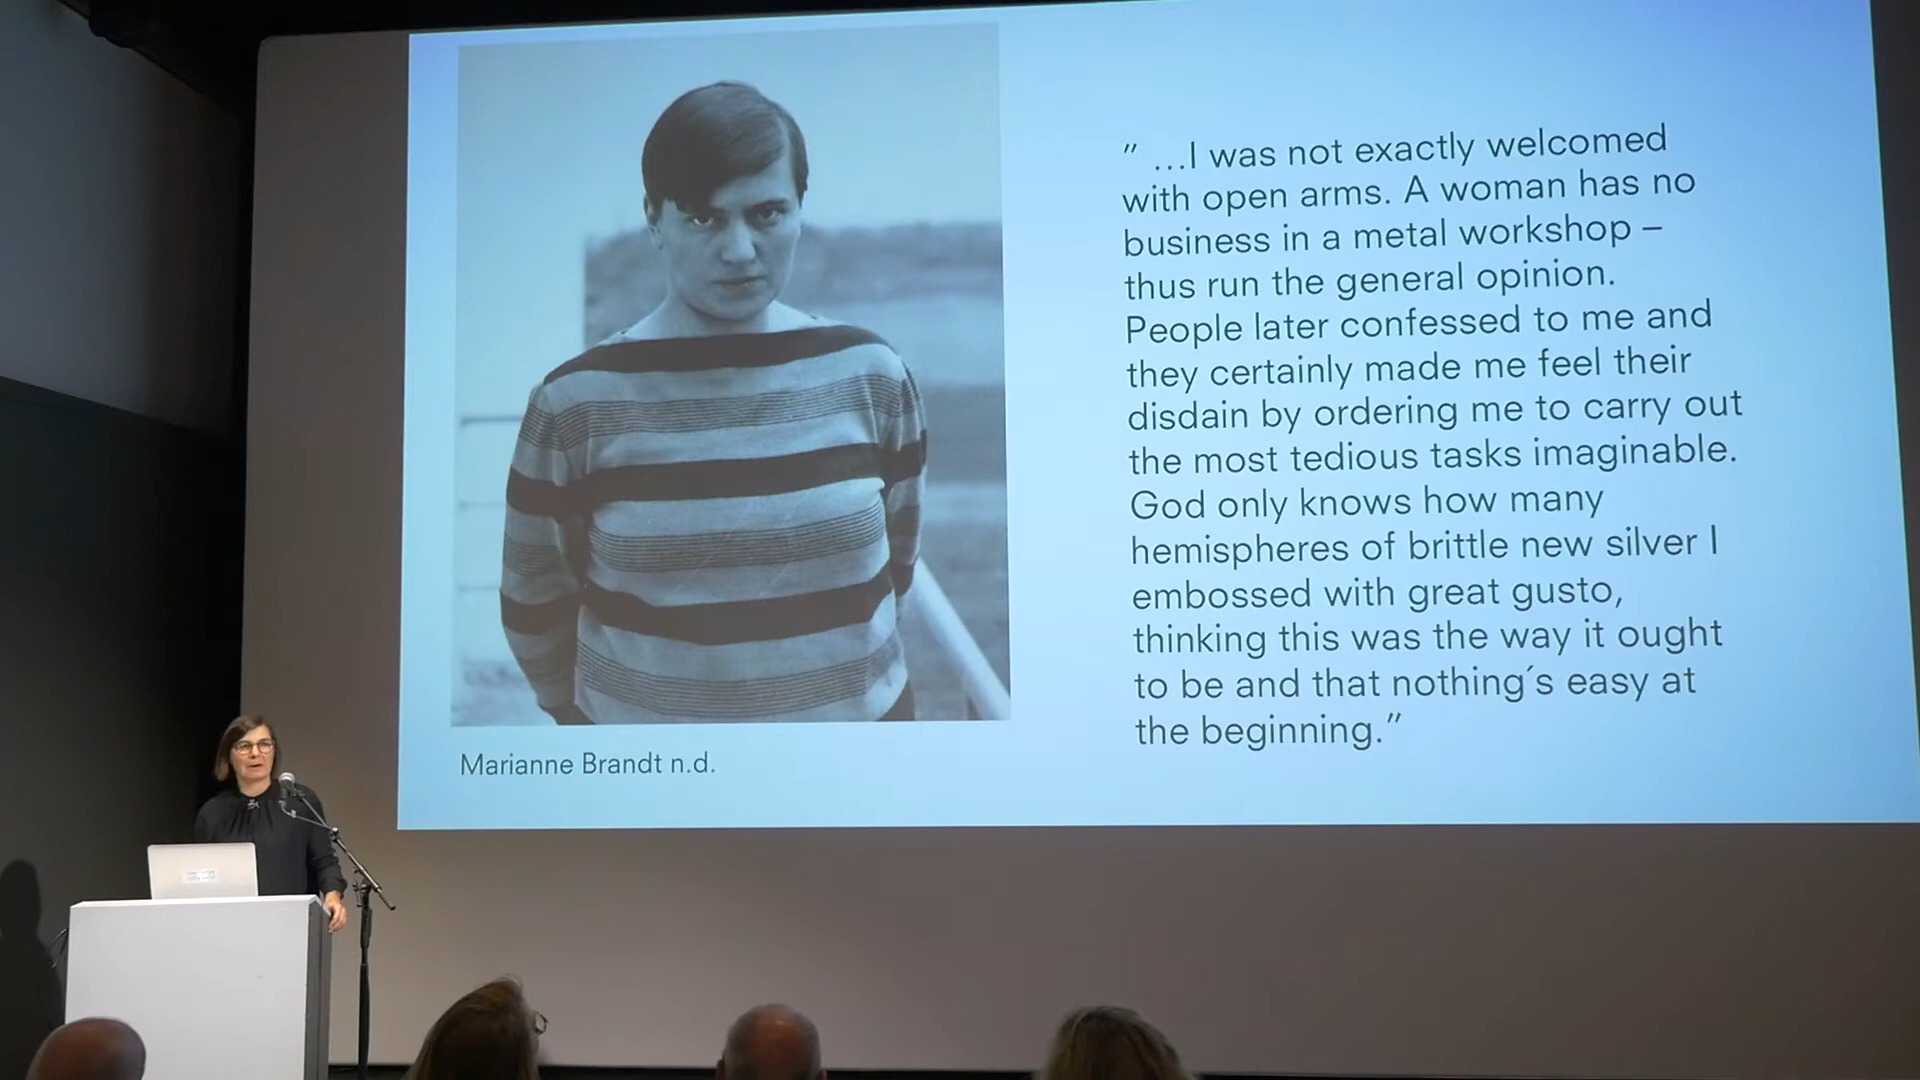 " ...I was not exactly welcomed
with open arms. A woman has no
business in a metal workshop –
thus run the general opinion.
People later confessed to me and
they certainly made me feel their
disdain by ordering me to carry out
the most tedious tasks imaginable.
God only knows how many
hemispheres of brittle new silver I
embossed with great gusto,
thinking this was the way it ought
to be and that nothing´s easy at
the beginning."
Marianne Brandt n.d.